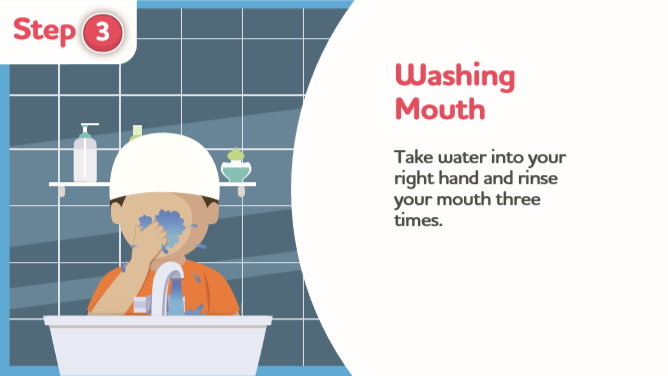 Step 3
Washing
Mouth
Take water into your
right hand and rinse
your mouth three
times.